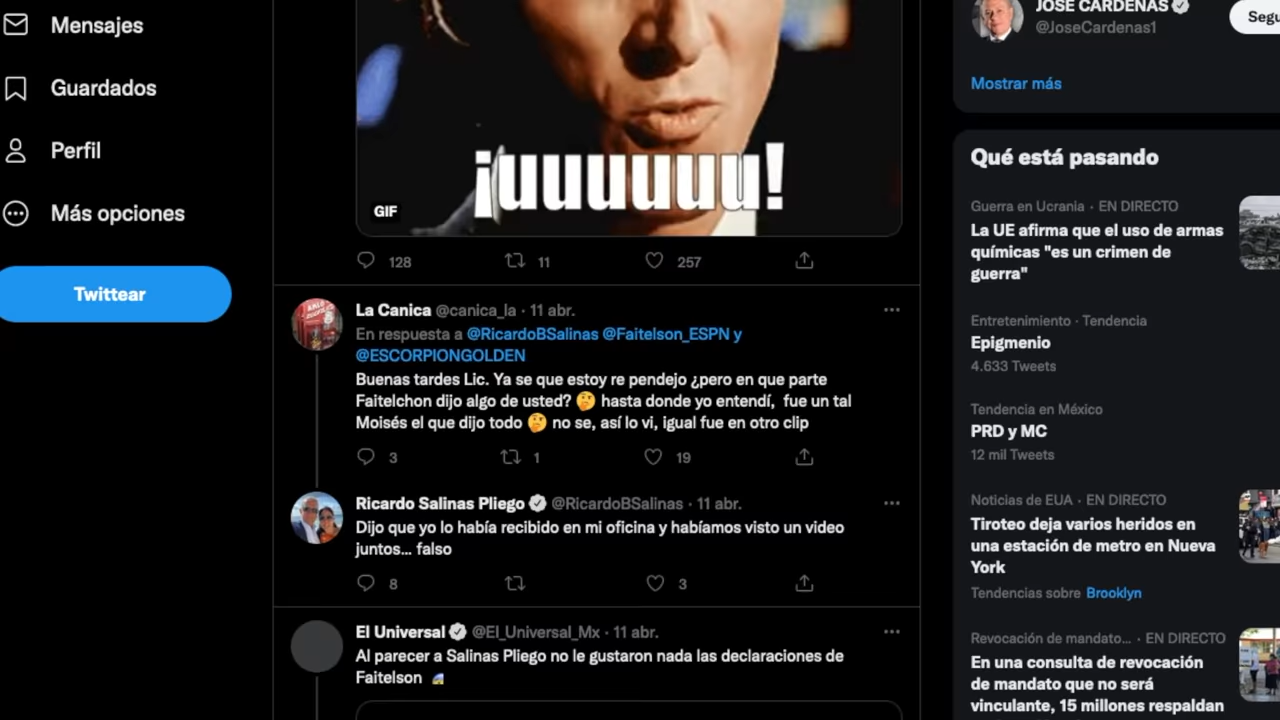 Mensajes
Guardados
Perfil
Más opciones
Twittear
¡uuuuuu!
GIF
128 11 257
La Canica @canica_la · 11 abr.
En respuesta a @RicardoBSalinas @Faitelson_ESPN y
@ESCORPIONGOLDEN
Buenas tardes Lic. Ya se que estoy re pendejo ¿pero en que parte
Faitelchon dijo algo de usted? 🤔 hasta donde yo entendí, fue un tal
Moisés el que dijo todo 🤔 no se, así lo vi, igual fue en otro clip
3 1 19
Ricardo Salinas Pliego @RicardoBSalinas · 11 abr.
Dijo que yo lo había recibido en mi oficina y habíamos visto un video
juntos... falso
8 3
El Universal @El_Universal_Mx · 11 abr.
Al parecer a Salinas Pliego no le gustaron nada las declaraciones de
Faitelson
JOSE CARDENAS
@JoseCardenas1
Segu
Mostrar más
Qué está pasando
Guerra en Ucrania · EN DIRECTO
La UE afirma que el uso de armas
químicas "es un crimen de
guerra"
Entretenimiento · Tendencia
Epigmenio
4.633 Tweets
Tendencia en México
PRD y MC
12 mil Tweets
Noticias de EUA · EN DIRECTO
Tiroteo deja varios heridos en
una estación de metro en Nueva
York
Tendencias sobre Brooklyn
Revocación de mandato... · EN DIRECTO
En una consulta de revocación
de mandato que no será
vinculante, 15 millones respaldan